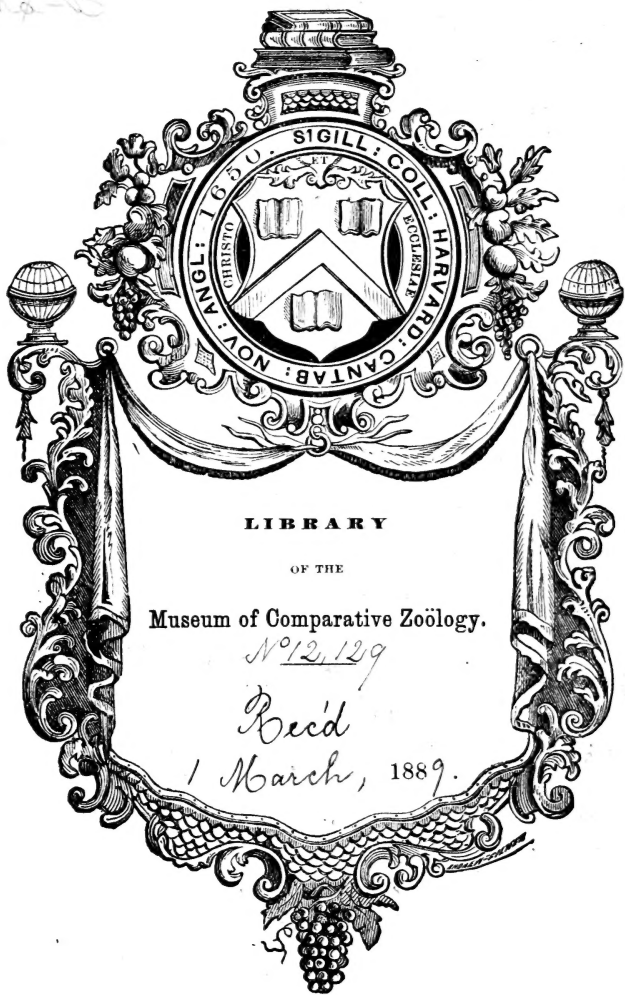 SIGILL: COLL: HARVARD: CANTAB: NOV: ANGL: 1650.
ET
CHRISTO
ECCLESIAE
LIBRARY
OF THE
Museum of Comparative Zoölogy.
No 12,129
Rec'd
1 March, 1889.